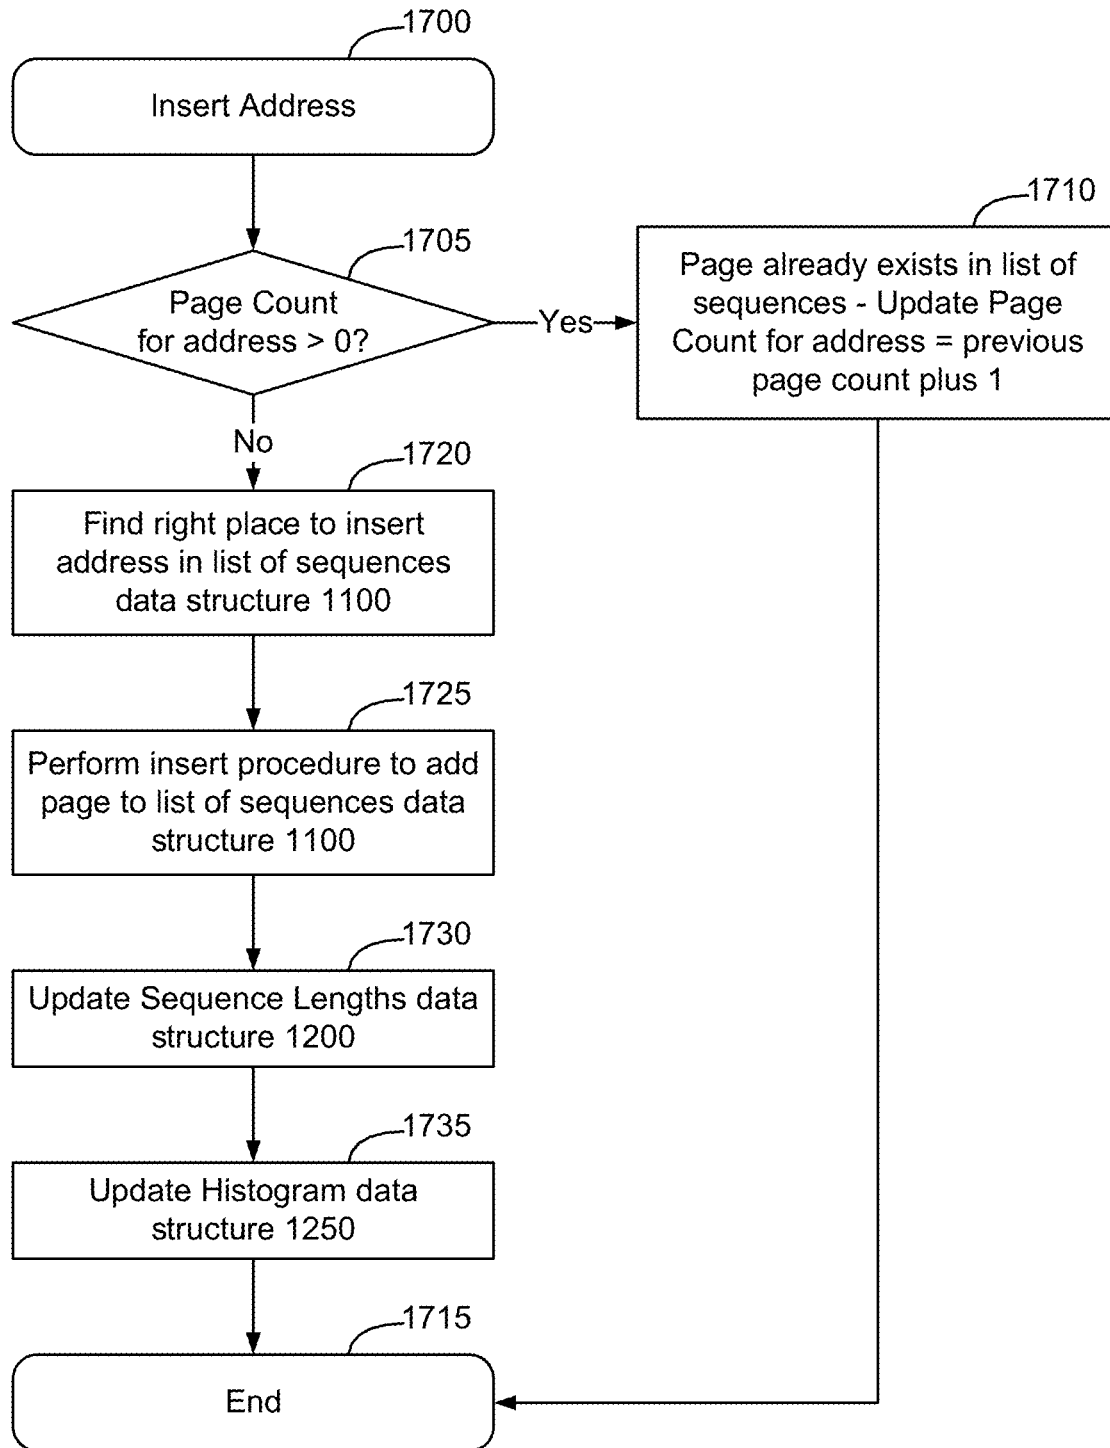 1700
Insert Address
1705
Page Count
for address > 0?
Yes
1710
Page already exists in list of
sequences - Update Page
Count for address = previous
page count plus 1
No
1720
Find right place to insert
address in list of sequences
data structure 1100
1725
Perform insert procedure to add
page to list of sequences data
structure 1100
1730
Update Sequence Lengths data
structure 1200
1735
Update Histogram data
structure 1250
1715
End